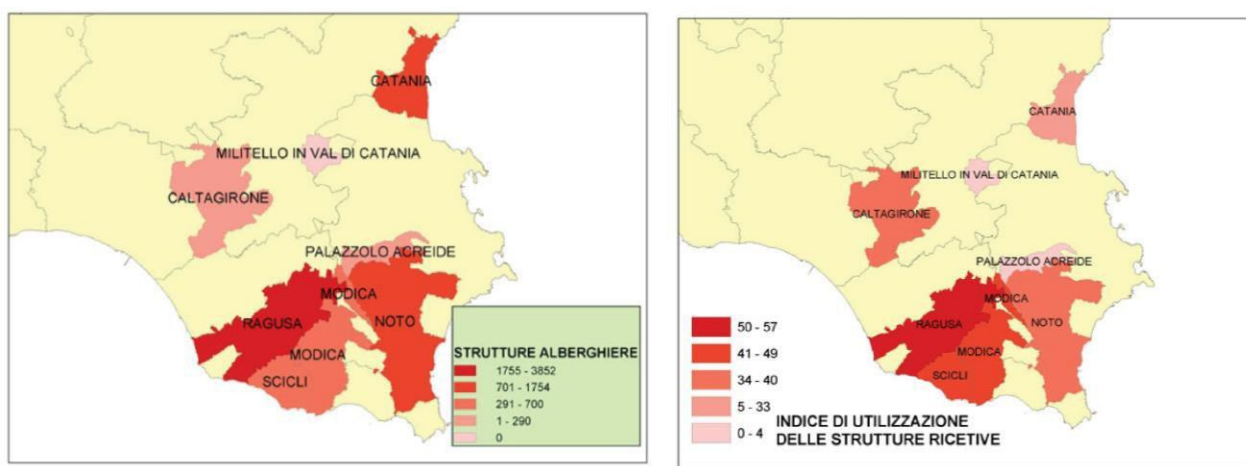 CATANIA
MILITELLO IN VAL DI CATANIA
CALTAGIRONE
PALAZZOLO ACREIDE
MODICA
RAGUSA
NOTO
MODICA
SCICLI
STRUTTURE ALBERGHIERE
1755 - 3852
701 - 1754
291 - 700
1 - 290
0
CATANIA
MILITELLO IN VAL DI CATANIA
CALTAGIRONE
PALAZZOLO ACREIDE
MODICA
RAGUSA
NOTO
MODICA
SCICLI
50 - 57
41 - 49
34 - 40
5 - 33
0 - 4
INDICE DI UTILIZZAZIONE
DELLE STRUTTURE RICETIVE